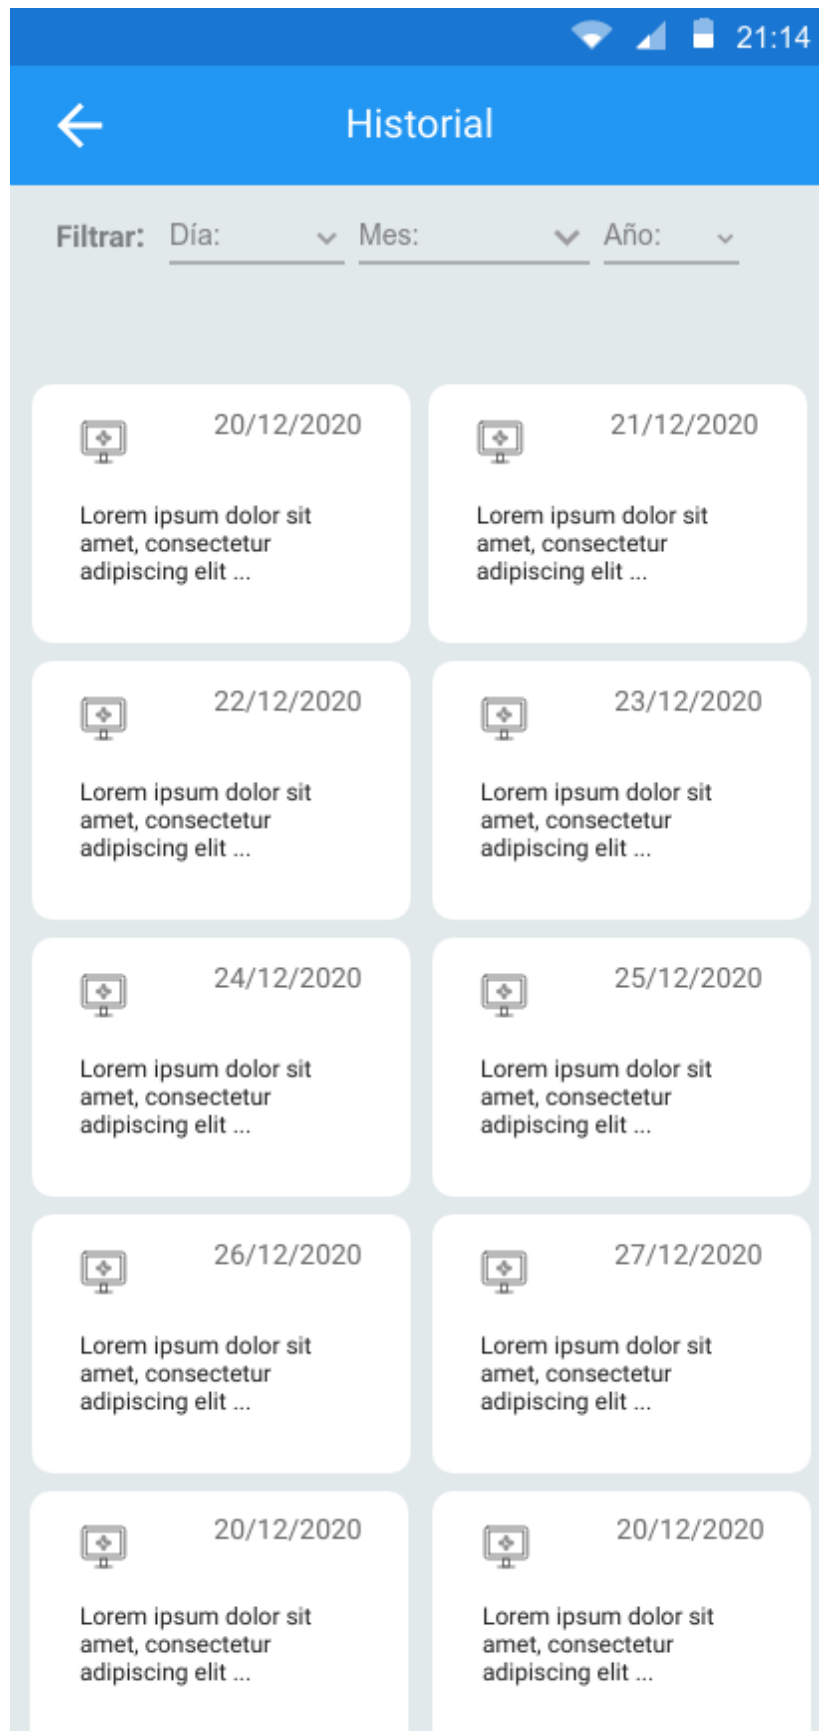 21:14
Historial
Filtrar: Día: Mes: Año:
20/12/2020
Lorem ipsum dolor sit
amet, consectetur
adipiscing elit ...
21/12/2020
Lorem ipsum dolor sit
amet, consectetur
adipiscing elit ...
22/12/2020
Lorem ipsum dolor sit
amet, consectetur
adipiscing elit ...
23/12/2020
Lorem ipsum dolor sit
amet, consectetur
adipiscing elit ...
24/12/2020
Lorem ipsum dolor sit
amet, consectetur
adipiscing elit ...
25/12/2020
Lorem ipsum dolor sit
amet, consectetur
adipiscing elit ...
26/12/2020
Lorem ipsum dolor sit
amet, consectetur
adipiscing elit ...
27/12/2020
Lorem ipsum dolor sit
amet, consectetur
adipiscing elit ...
20/12/2020
Lorem ipsum dolor sit
amet, consectetur
adipiscing elit ...
20/12/2020
Lorem ipsum dolor sit
amet, consectetur
adipiscing elit ...